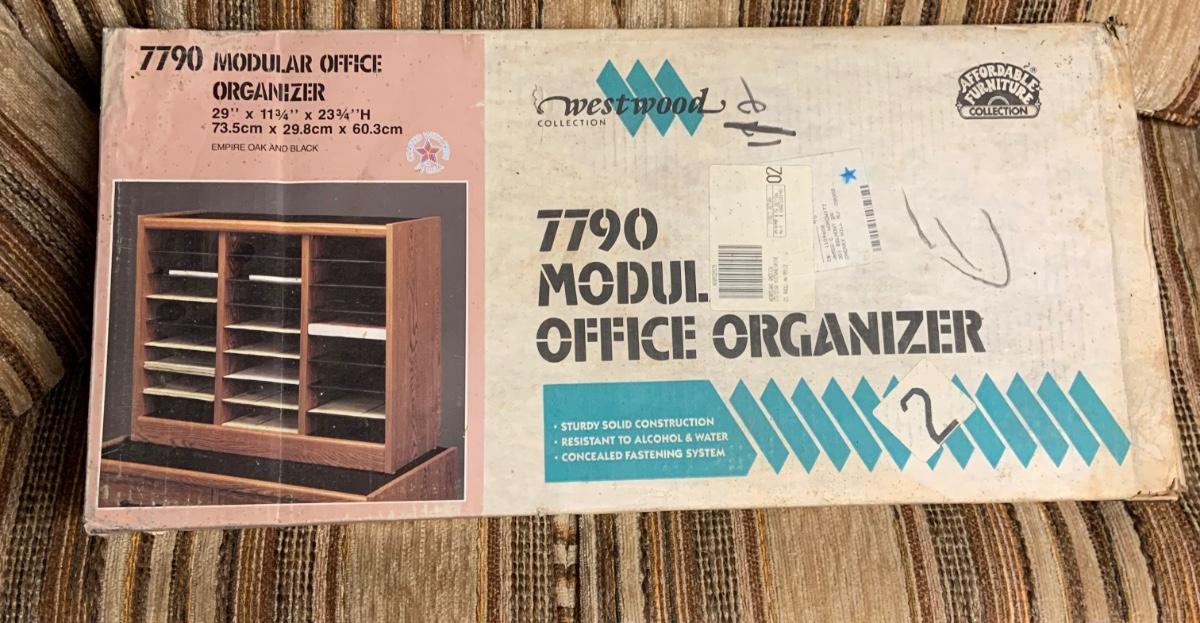 7790 MODULAR OFFICE
ORGANIZER
29" x 11¾" x 23¾"H
73.5cm x 29.8cm x 60.3cm
EMPIRE OAK AND BLACK
westwood
COLLECTION
AFFORDABLE
FURNITURE
COLLECTION
02
7790
MODUL
OFFICE ORGANIZER
• STURDY SOLID CONSTRUCTION
• RESISTANT TO ALCOHOL & WATER
• CONCEALED FASTENING SYSTEM
2